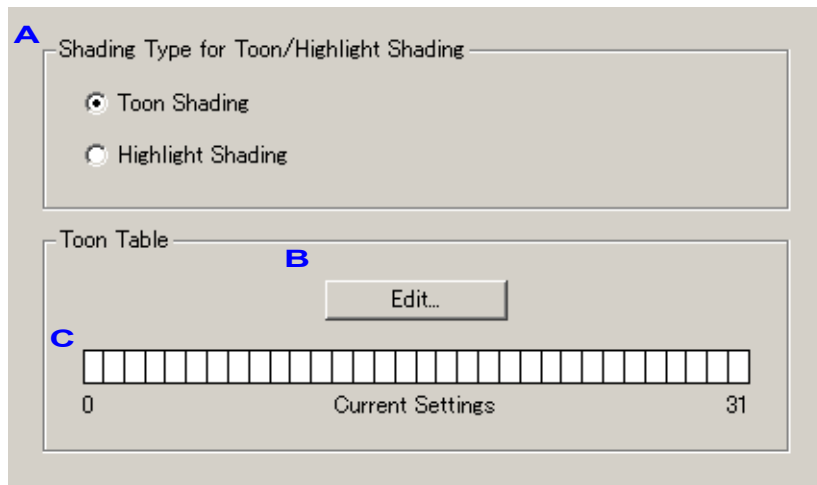 A
Shading Type for Toon/Highlight Shading
Toon Shading
Highlight Shading
Toon Table
B
Edit...
C
0 Current Settings 31